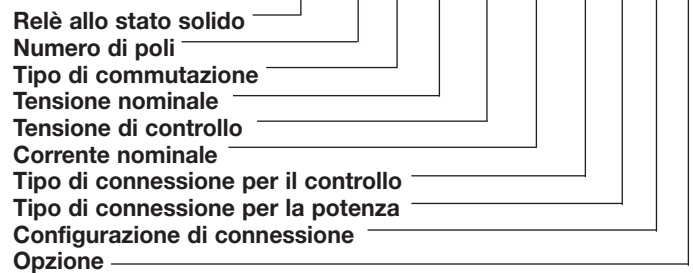 Relè allo stato solido
Numero di poli
Tipo di commutazione
Tensione nominale
Tensione di controllo
Corrente nominale
Tipo di connessione per il controllo
Tipo di connessione per la potenza
Configurazione di connessione
Opzione